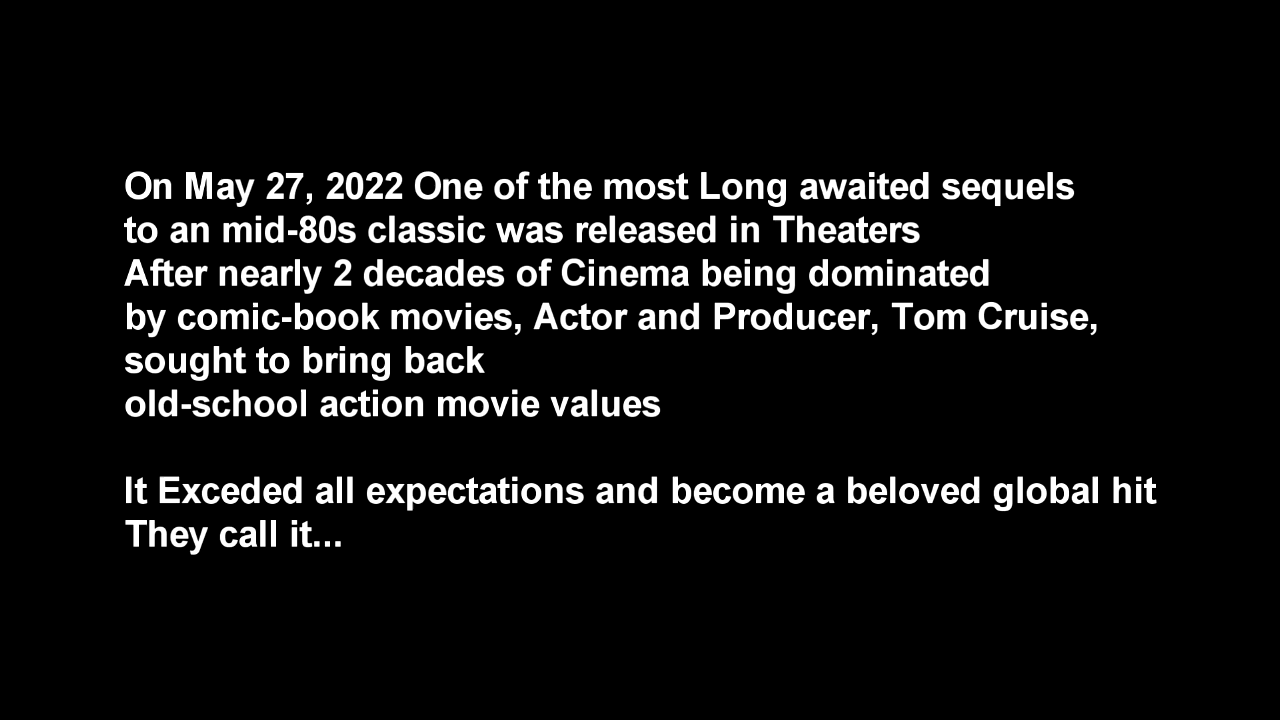 On May 27, 2022 One of the most Long awaited sequels
to an mid-80s classic was released in Theaters
After nearly 2 decades of Cinema being dominated
by comic-book movies, Actor and Producer, Tom Cruise,
sought to bring back
old-school action movie values
It Exceded all expectations and become a beloved global hit
They call it...